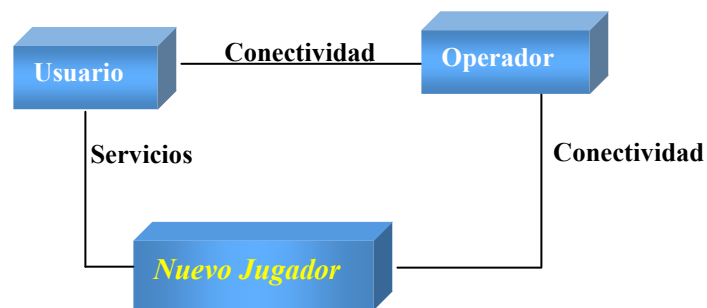 Conectividad
Operador
Usuario
Servicios
Conectividad
Nuevo Jugador